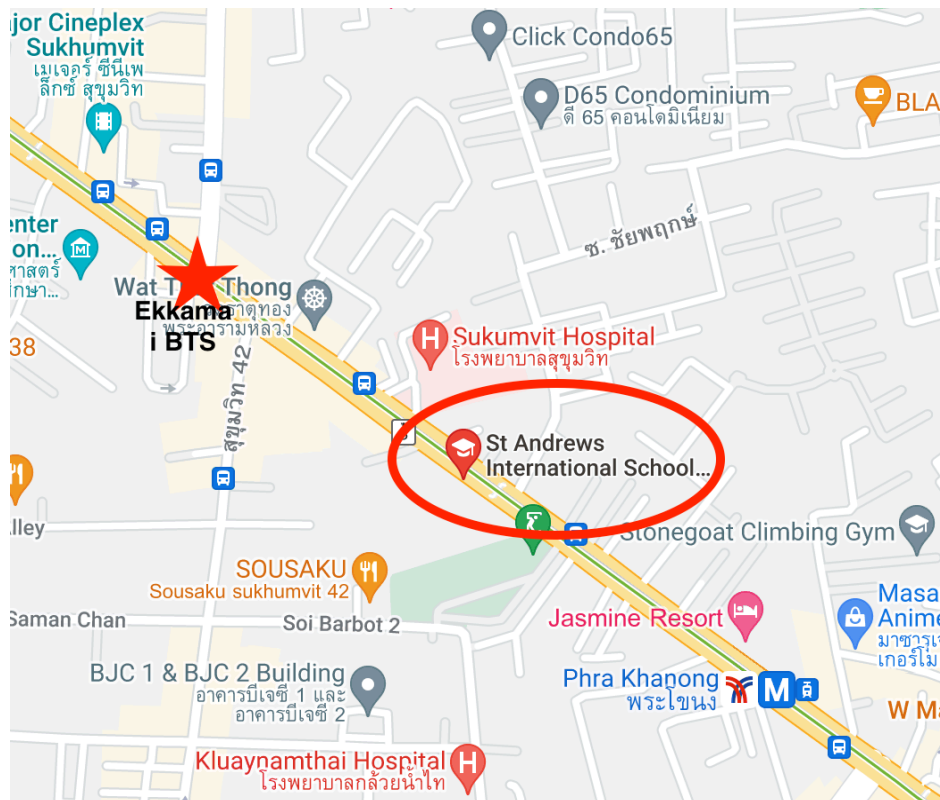 jor Cineplex
Sukhumvit
เมเจอร์ ซีนีเพ
ล็กซ์ สุขุมวิท
Click Condo65
D65 Condominium
ดี 65 คอนโดมิเนียม
BLA
ซ. ชัยพฤกษ์
enter
on...
ศาสตร์
ศึกษา...
Wat Thong
Ekkama
i BTS
ธาตุทอง
พระอารามหลวง
38
สุขุมวิท 42
H
Sukumvit Hospital
โรงพยาบาลสุขุมวิท
St Andrews
International School...
Stonegoat Climbing Gym
lley
SOUSAKU
Sousaku sukhumvit 42
Saman Chan
Soi Barbot 2
Jasmine Resort
Masa
Anime
มาซารุเ
เกอร์โม
BJC 1 & BJC 2 Building
อาคารบีเจซี 1 และ
อาคารบีเจซี 2
Phra Khanong
พระโขนง
M
W Ma
Kluaynamthai Hospital
โรงพยาบาลกล้วยน้ำไท
H